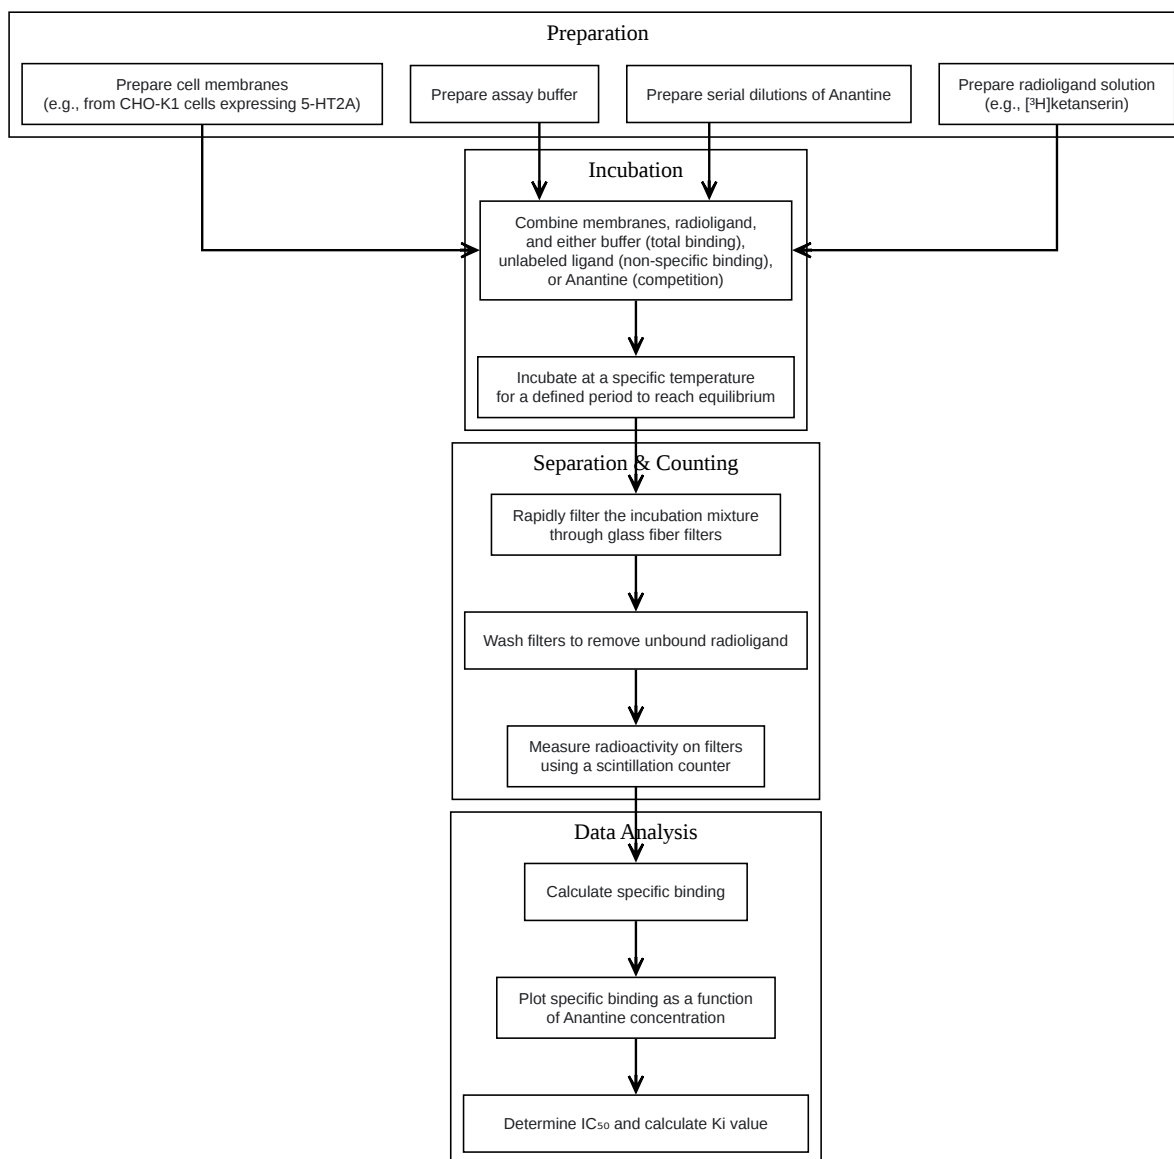 Preparation
Prepare cell membranes
(e.g., from CHO-K1 cells expressing 5-HT2A)
Prepare assay buffer
Prepare serial dilutions of Anantine
Prepare radioligand solution
(e.g., [³H]ketanserin)
Incubation
Combine membranes, radioligand,
and either buffer (total binding),
unlabeled ligand (non-specific binding),
or Anantine (competition)
Incubate at a specific temperature
for a defined period to reach equilibrium
Separation & Counting
Rapidly filter the incubation mixture
through glass fiber filters
Wash filters to remove unbound radioligand
Measure radioactivity on filters
using a scintillation counter
Data Analysis
Calculate specific binding
Plot specific binding as a function
of Anantine concentration
Determine IC₅₀ and calculate Ki value